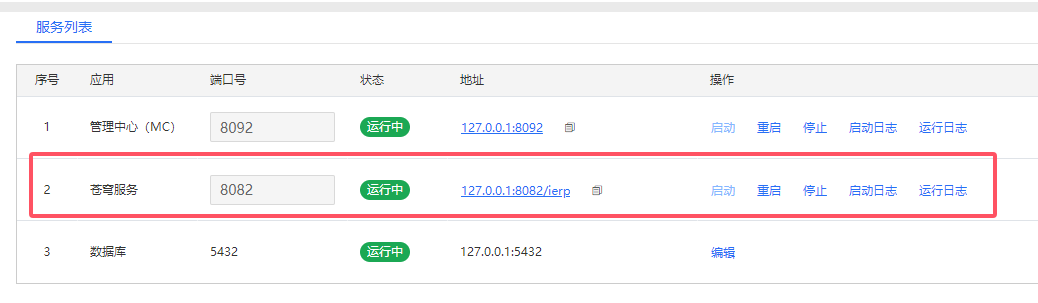 服务列表
序号 应用 端口号 状态 地址 操作
1 管理中心（MC） 8092 运行中 127.0.0.1:8092 启动 重启 停止 启动日志 运行日志
2 苍穹服务 8082 运行中 127.0.0.1:8082/ierp 启动 重启 停止 启动日志 运行日志
3 数据库 5432 运行中 127.0.0.1:5432 编辑